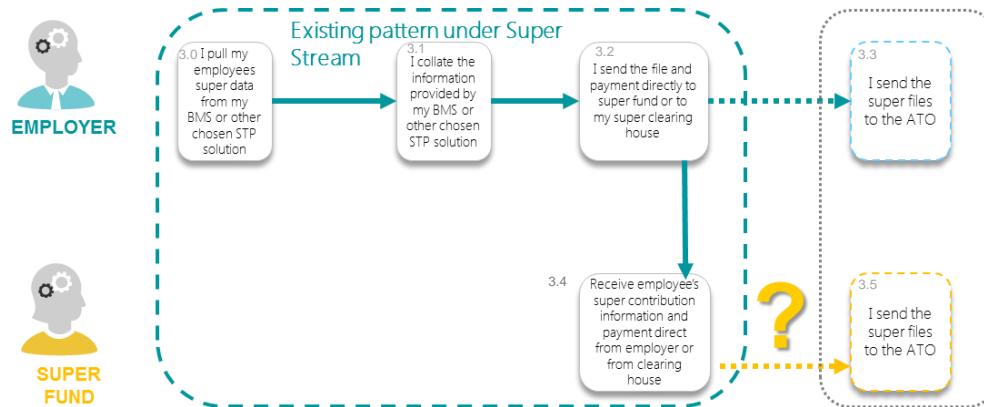 Existing pattern under Super
Stream
EMPLOYER
3.0
I pull my
employees
super data
from my
BMS or other
chosen STP
solution
3.1
I collate the
information
provided by
my BMS or
other chosen
STP solution
3.2
I send the file and
payment directly to
super fund or to
my super clearing
house
3.3
I send the
super files
to the ATO
SUPER
FUND
3.4
Receive employee's
super contribution
information and
payment direct
from employer or
from clearing
house
?
3.5
I send the
super files
to the ATO